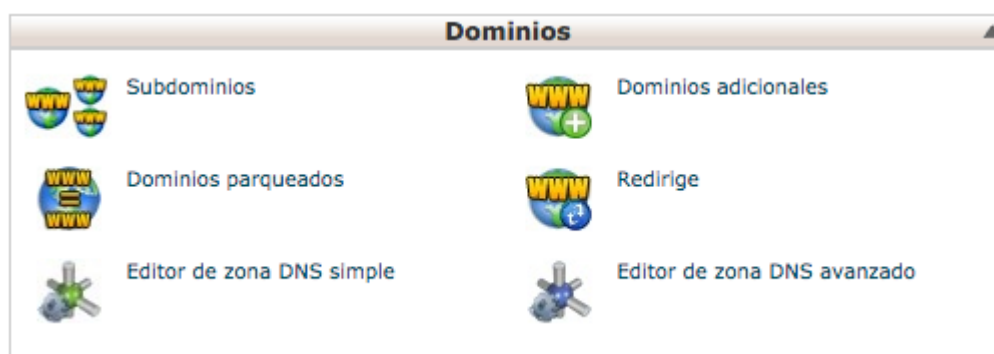 Dominios
Subdominios
Dominios adicionales
Dominios parqueados
Redirige
Editor de zona DNS simple
Editor de zona DNS avanzado